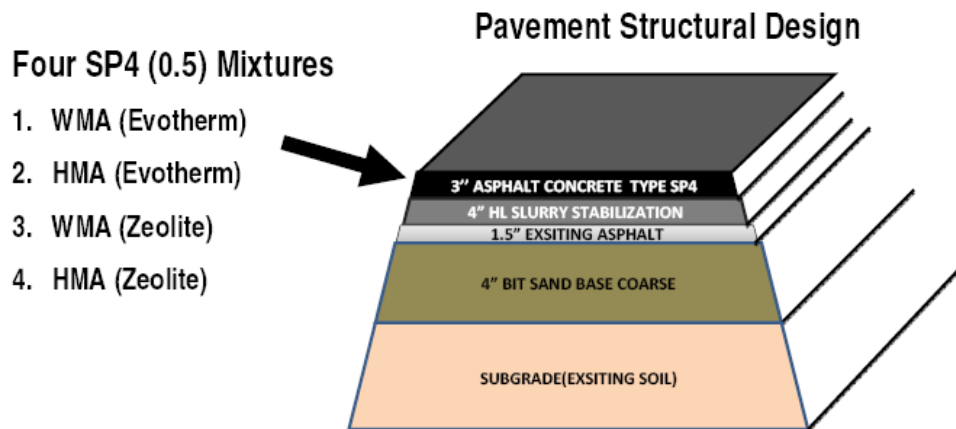 Pavement Structural Design
Four SP4 (0.5) Mixtures
1. WMA (Evotherm)
2. HMA (Evotherm)
3. WMA (Zeolite)
4. HMA (Zeolite)
3’’ ASPHALT CONCRETE TYPE SP4
4” HL SLURRY STABILIZATION
1.5” EXSITING ASPHALT
4” BIT SAND BASE COARSE
SUBGRADE(EXSITING SOIL)